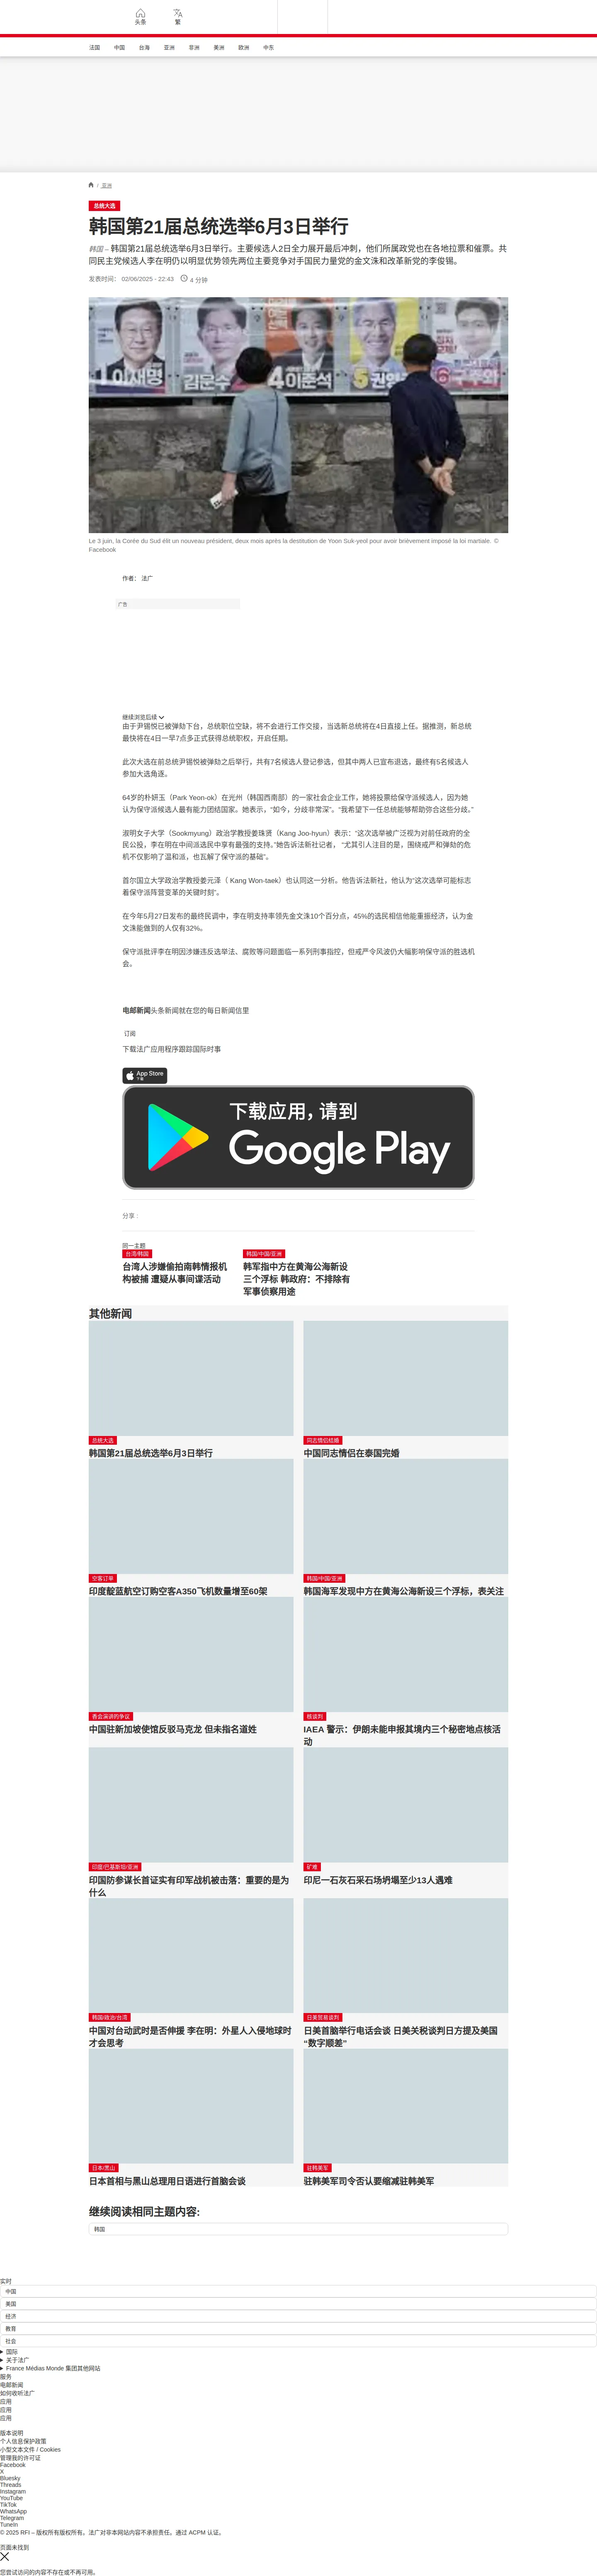 头条
繁
法国 中国 台海 亚洲 非洲 美洲 欧洲 中东
/ 亚洲
总统大选
韩国第21届总统选举6月3日举行
韩国 – 韩国第21届总统选举6月3日举行。主要候选人2日全力展开最后冲刺，他们所属政党也在各地拉票和催票。共
同民主党候选人李在明仍以明显优势领先两位主要竞争对手国民力量党的金文洙和改革新党的李俊锡。
发表时间： 02/06/2025 - 22:43 4 分钟
1이재명
김문수
4이준석
5
6
Le 3 juin, la Corée du Sud élit un nouveau président, deux mois après la destitution de Yoon Suk-yeol pour avoir brièvement imposé la loi martiale. ©
Facebook
作者： 法广
广告
继续浏览后续
由于尹锡悦已被弹劾下台，总统职位空缺，将不会进行工作交接，当选新总统将在4日直接上任。据推测，新总统
最快将在4日一早7点多正式获得总统职权，开启任期。
此次大选在前总统尹锡悦被弹劾之后举行，共有7名候选人登记参选，但其中两人已宣布退选，最终有5名候选人
参加大选角逐。
64岁的朴妍玉（Park Yeon-ok）在光州（韩国西南部）的一家社会企业工作，她将投票给保守派候选人，因为她
认为保守派候选人最有能力团结国家。她表示，“如今，分歧非常深”。“我希望下一任总统能够帮助弥合这些分歧。”
淑明女子大学（Sookmyung）政治学教授姜珠贤（Kang Joo-hyun）表示：“这次选举被广泛视为对前任政府的全
民公投，李在明在中间派选民中享有最强的支持。”她告诉法新社记者， “尤其引人注目的是，围绕戒严和弹劾的危
机不仅影响了温和派，也瓦解了保守派的基础”。
首尔国立大学政治学教授姜元泽（ Kang Won-taek）也认同这一分析。他告诉法新社，他认为“这次选举可能标志
着保守派阵营变革的关键时刻”。
在今年5月27日发布的最终民调中，李在明支持率领先金文洙10个百分点，45%的选民相信他能重振经济，认为金
文洙能做到的人仅有32%。
保守派批评李在明因涉嫌违反选举法、腐败等问题面临一系列刑事指控，但戒严令风波仍大幅影响保守派的胜选机
会。
电邮新闻头条新闻就在您的每日新闻信里
订阅
下载法广应用程序跟踪国际时事
App Store
下载
下载应用，请到
Google Play
分享 :
同一主题
台湾/韩国
台湾人涉嫌偷拍南韩情报机
构被捕 遭疑从事间谍活动
韩国/中国/亚洲
韩军指中方在黄海公海新设
三个浮标 韩政府：不排除有
军事侦察用途
其他新闻
总统大选
韩国第21届总统选举6月3日举行
同志情侣结婚
中国同志情侣在泰国完婚
空客订单
印度靛蓝航空订购空客A350飞机数量增至60架
韩国/中国/亚洲
韩国海军发现中方在黄海公海新设三个浮标，表关注
香会演讲的争议
中国驻新加坡使馆反驳马克龙 但未指名道姓
核谈判
IAEA 警示：伊朗未能申报其境内三个秘密地点核活
动
印度/巴基斯坦/亚洲
印国防参谋长首证实有印军战机被击落：重要的是为
什么
矿难
印尼一石灰石采石场坍塌至少13人遇难
韩国/政治/台湾
中国对台动武时是否伸援 李在明：外星人入侵地球时
才会思考
日美贸易谈判
日美首脑举行电话会谈 日美关税谈判日方提及美国
“数字顺差”
日本/黑山
日本首相与黑山总理用日语进行首脑会谈
驻韩美军
驻韩美军司令否认要缩减驻韩美军
继续阅读相同主题内容:
韩国
实时
中国
美国
经济
教育
社会
国际
关于法广
France Médias Monde 集团其他网站
服务
电邮新闻
如何收听法广
应用
应用
应用
版本说明
个人信息保护政策
小型文本文件 / Cookies
管理我的许可证
Facebook
X
Bluesky
Threads
Instagram
YouTube
TikTok
WhatsApp
Telegram
TuneIn
© 2025 RFI – 版权所有版权所有。法广对非本网站内容不承担责任。通过 ACPM 认证。
页面未找到
您尝试访问的内容不存在或不再可用。